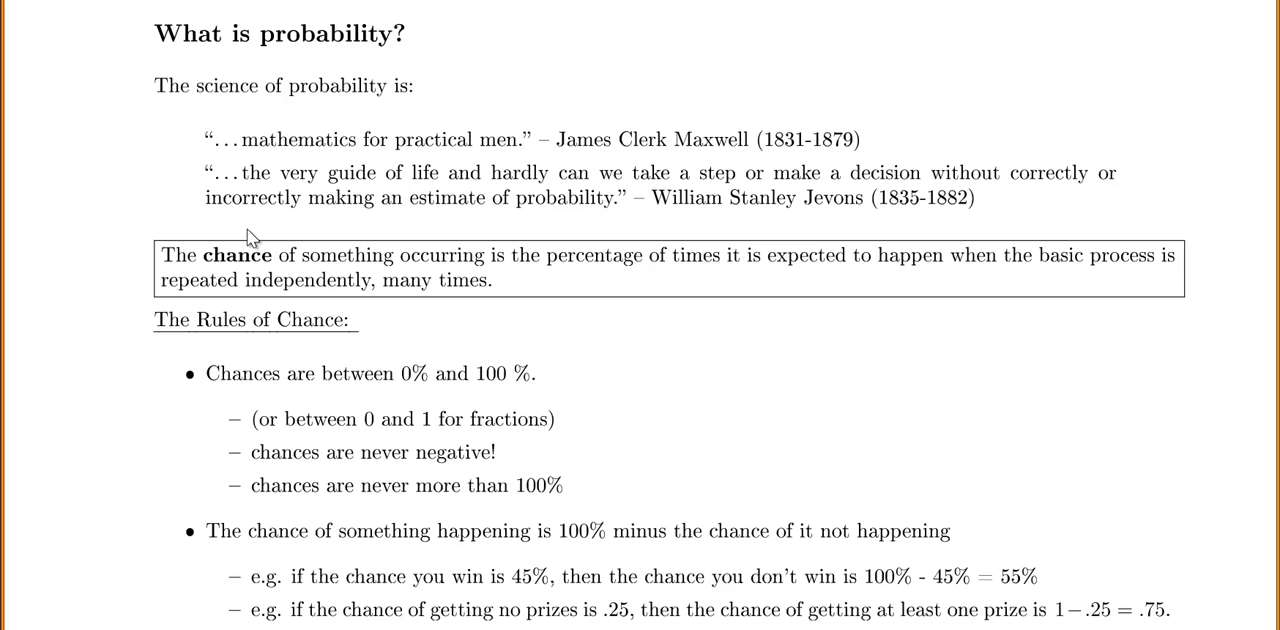 What is probability?
The science of probability is:
“...mathematics for practical men.” – James Clerk Maxwell (1831-1879)
“...the very guide of life and hardly can we take a step or make a decision without correctly or
incorrectly making an estimate of probability.” – William Stanley Jevons (1835-1882)
The chance of something occurring is the percentage of times it is expected to happen when the basic process is
repeated independently, many times.
The Rules of Chance:
• Chances are between 0% and 100 %.
– (or between 0 and 1 for fractions)
– chances are never negative!
– chances are never more than 100%
• The chance of something happening is 100% minus the chance of it not happening
– e.g. if the chance you win is 45%, then the chance you don’t win is 100% - 45% = 55%
– e.g. if the chance of getting no prizes is .25, then the chance of getting at least one prize is 1−.25 = .75.